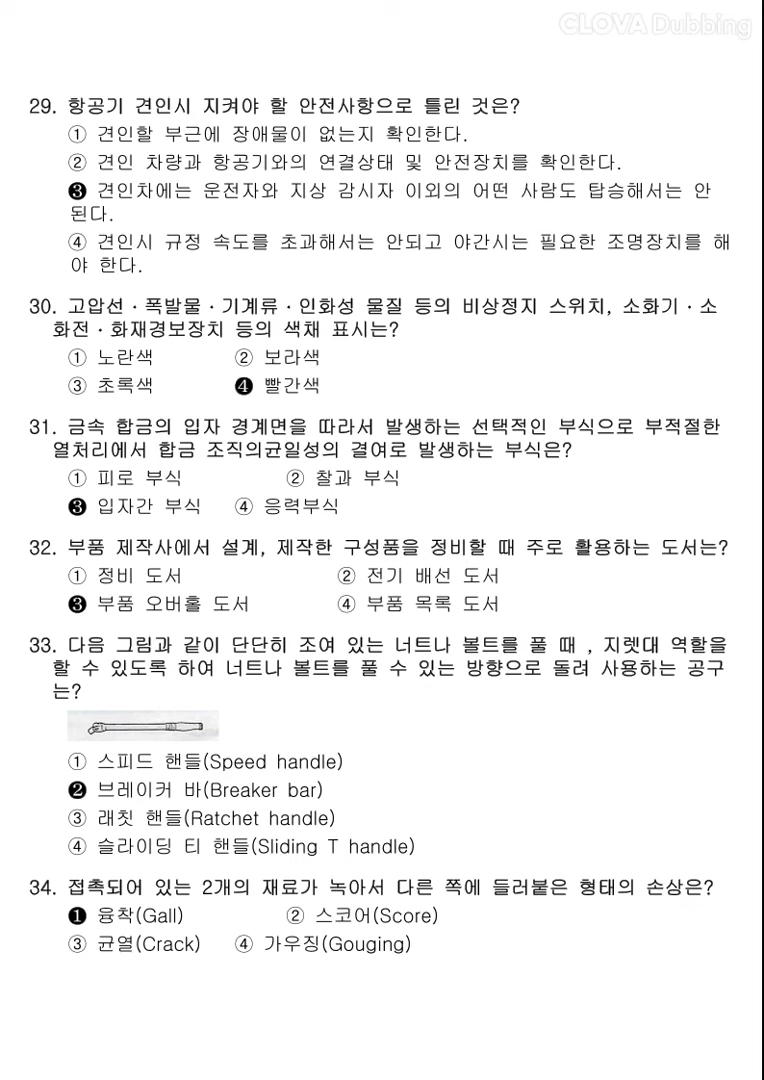 CLOVA Dubbing
29. 항공기 견인시 지켜야 할 안전사항으로 틀린 것은?
① 견인할 부근에 장애물이 없는지 확인한다.
② 견인 차량과 항공기와의 연결상태 및 안전장치를 확인한다.
❸ 견인차에는 운전자와 지상 감시자 이외의 어떤 사람도 탑승해서는 안
된다.
④ 견인시 규정 속도를 초과해서는 안되고 야간시는 필요한 조명장치를 해
야 한다.
30. 고압선·폭발물·기계류·인화성 물질 등의 비상정지 스위치, 소화기·소
화전·화재경보장치 등의 색채 표시는?
① 노란색 ② 보라색
③ 초록색 ❹ 빨간색
31. 금속 합금의 입자 경계면을 따라서 발생하는 선택적인 부식으로 부적절한
열처리에서 합금 조직의균일성의 결여로 발생하는 부식은?
① 피로 부식 ② 찰과 부식
❸ 입자간 부식 ④ 응력부식
32. 부품 제작사에서 설계, 제작한 구성품을 정비할 때 주로 활용하는 도서는?
① 정비 도서 ② 전기 배선 도서
❸ 부품 오버홀 도서 ④ 부품 목록 도서
33. 다음 그림과 같이 단단히 조여 있는 너트나 볼트를 풀 때 , 지렛대 역할을
할 수 있도록 하여 너트나 볼트를 풀 수 있는 방향으로 돌려 사용하는 공구
는?
① 스피드 핸들(Speed handle)
❷ 브레이커 바(Breaker bar)
③ 래칫 핸들(Ratchet handle)
④ 슬라이딩 티 핸들(Sliding T handle)
34. 접촉되어 있는 2개의 재료가 녹아서 다른 쪽에 들러붙은 형태의 손상은?
❶ 융착(Gall) ② 스코어(Score)
③ 균열(Crack) ④ 가우징(Gouging)